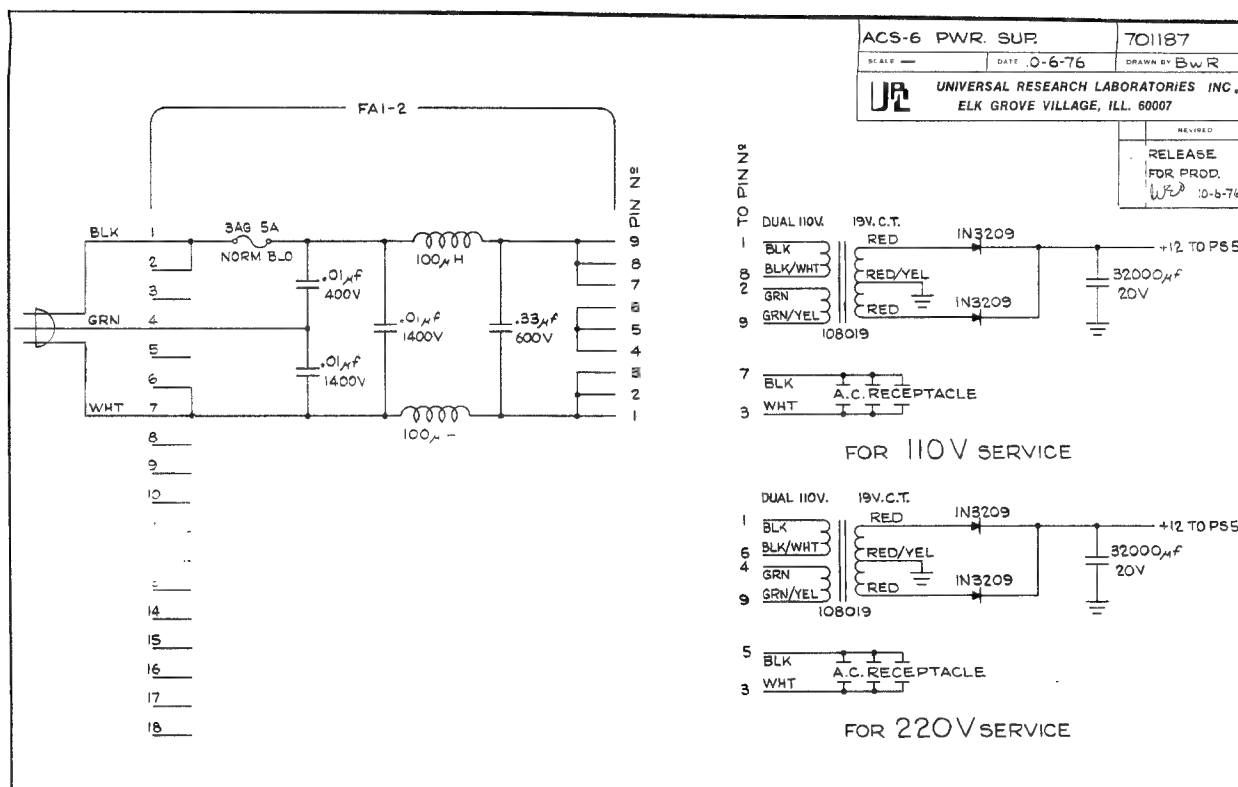 ACS-6 PWR. SUP. 701187
SCALE — DATE 10-6-76 DRAWN BY BWR
URL UNIVERSAL RESEARCH LABORATORIES INC.
ELK GROVE VILLAGE, ILL. 60007
REVISED
RELEASE
FOR PROD.
10-6-76
FA1-2
PIN Nº
BLK 1
2
3
GRN 4
5
6
WHT 7
8
9
10
14
15
16
17
18
3AG 5A
NORM BLO
.01µf
400V
.01µf
1400V
.01µf
1400V
100µH
100µ
.33µf
600V
9
8
7
6
5
4
3
2
1
TO PIN Nº
DUAL 110V. 19V. C.T.
1 BLK
8 BLK/WHT
2 GRN
9 GRN/YEL
108019
RED
RED/YEL
RED
1N3209
1N3209
+12 TO PS5
32000µf
20V
7 BLK
3 WHT
A.C. RECEPTACLE
FOR 110V SERVICE
DUAL 110V. 19V.C.T.
1 BLK
6 BLK/WHT
4 GRN
9 GRN/YEL
108019
RED
RED/YEL
RED
1N3209
1N3209
+12 TO PS5
32000µf
20V
5 BLK
3 WHT
A.C. RECEPTACLE
FOR 220V SERVICE